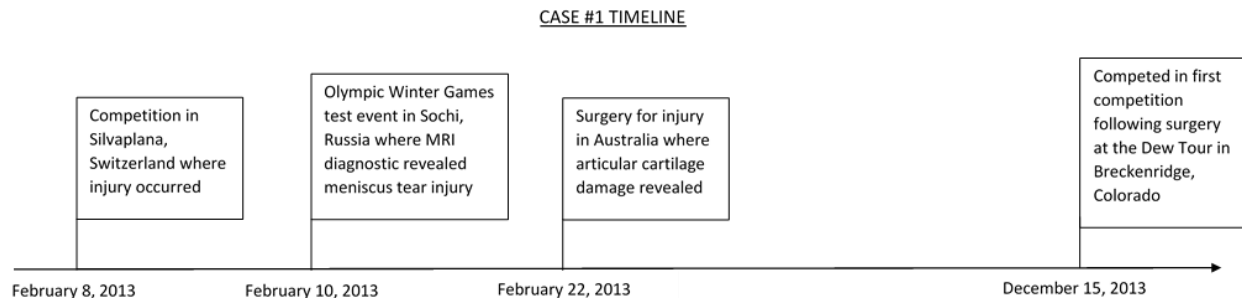 CASE #1 TIMELINE
Competition in
Silvaplana,
Switzerland where
injury occurred
Olympic Winter Games
test event in Sochi,
Russia where MRI
diagnostic revealed
meniscus tear injury
Surgery for injury
in Australia where
articular cartilage
damage revealed
Competed in first
competition
following surgery
at the Dew Tour in
Breckenridge,
Colorado
February 8, 2013
February 10, 2013
February 22, 2013
December 15, 2013